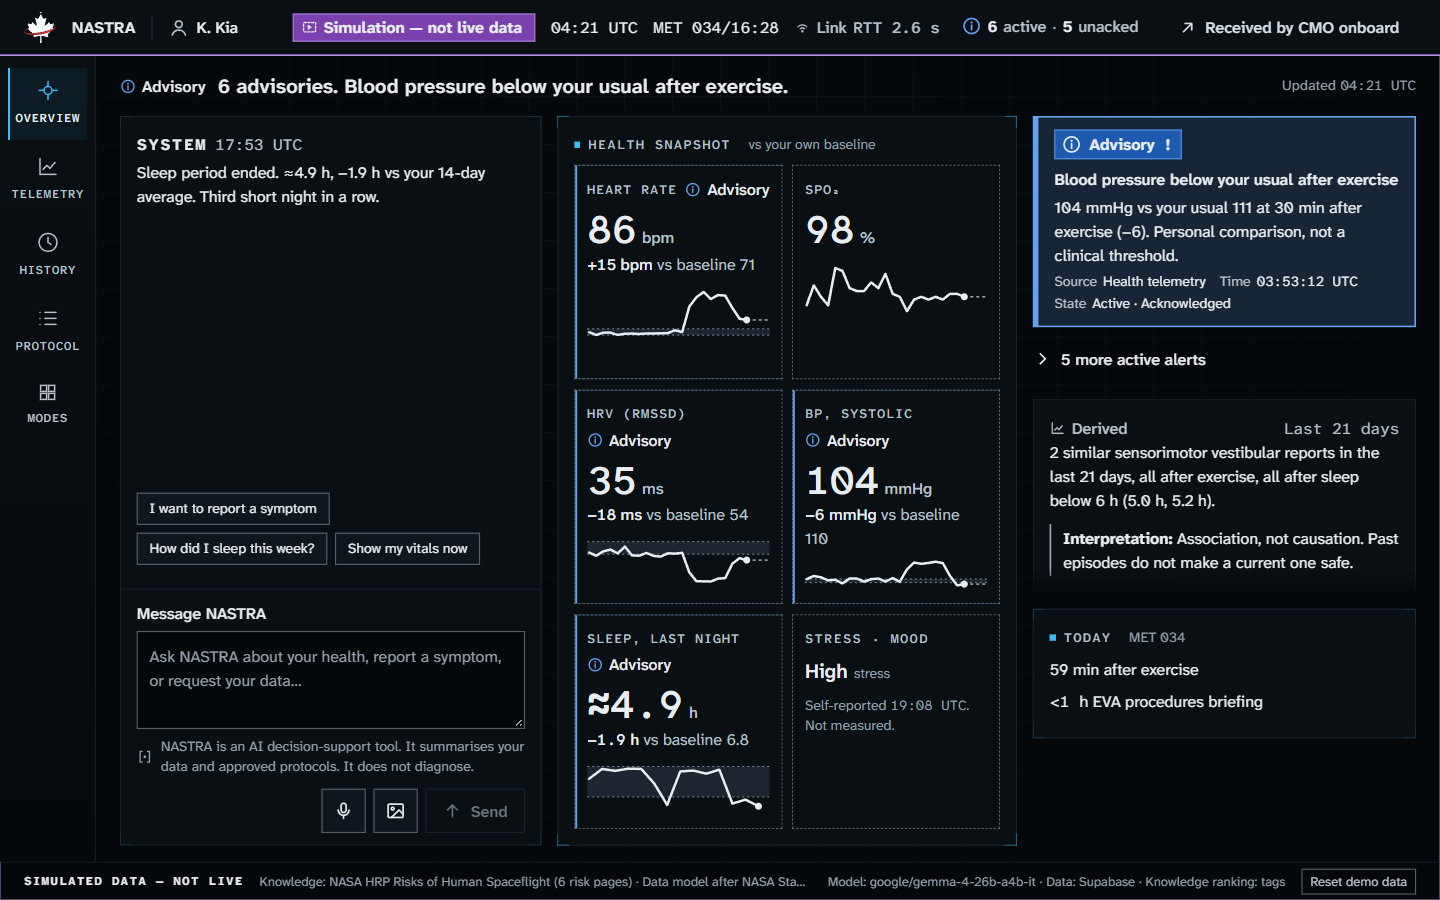 NASTRA
K. Kia
Simulation — not live data
04:21 UTC MET 034/16:28
Link RTT 2.6 s
6 active · 5 unacked
Received by CMO onboard
OVERVIEW
TELEMETRY
HISTORY
PROTOCOL
MODES
Advisory 6 advisories. Blood pressure below your usual after exercise.
Updated 04:21 UTC
SYSTEM 17:53 UTC
Sleep period ended. ≈4.9 h, −1.9 h vs your 14-day
average. Third short night in a row.
I want to report a symptom
How did I sleep this week?
Show my vitals now
Message NASTRA
Ask NASTRA about your health, report a symptom,
or request your data...
NASTRA is an AI decision-support tool. It summarises your
data and approved protocols. It does not diagnose.
Send
HEALTH SNAPSHOT vs your own baseline
HEART RATE Advisory
86 bpm
+15 bpm vs baseline 71
SPO₂
98 %
HRV (RMSSD)
Advisory
35 ms
−18 ms vs baseline 54
BP, SYSTOLIC
Advisory
104 mmHg
−6 mmHg vs baseline
110
SLEEP, LAST NIGHT
Advisory
≈4.9 h
−1.9 h vs baseline 6.8
STRESS · MOOD
High stress
Self-reported 19:08 UTC.
Not measured.
Advisory !
Blood pressure below your usual after exercise
104 mmHg vs your usual 111 at 30 min after
exercise (−6). Personal comparison, not a
clinical threshold.
Source Health telemetry Time 03:53:12 UTC
State Active · Acknowledged
5 more active alerts
Derived Last 21 days
2 similar sensorimotor vestibular reports in the
last 21 days, all after exercise, all after sleep
below 6 h (5.0 h, 5.2 h).
Interpretation: Association, not causation. Past
episodes do not make a current one safe.
TODAY MET 034
59 min after exercise
<1 h EVA procedures briefing
SIMULATED DATA — NOT LIVE
Knowledge: NASA HRP Risks of Human Spaceflight (6 risk pages) · Data model after NASA Sta...
Model: google/gemma-4-26b-a4b-it · Data: Supabase · Knowledge ranking: tags
Reset demo data